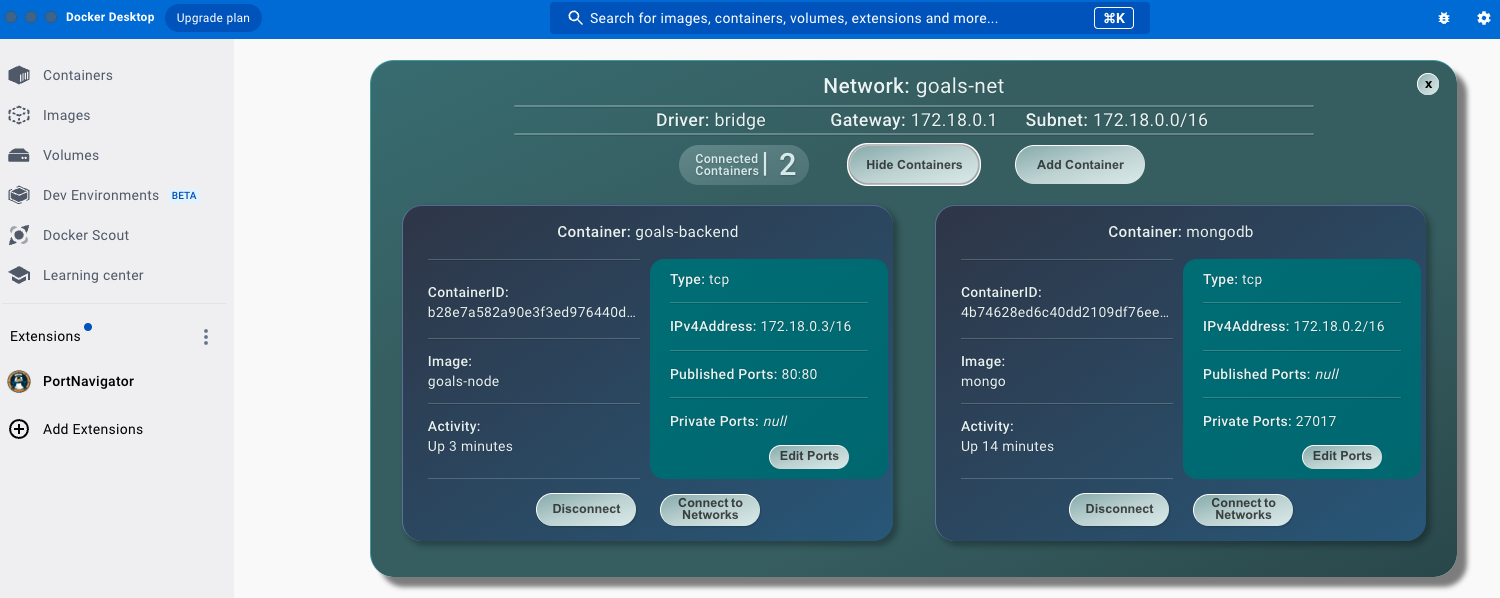 Docker Desktop
Upgrade plan
Search for images, containers, volumes, extensions and more...
⌘K
Containers
Images
Volumes
Dev Environments BETA
Docker Scout
Learning center
Extensions
PortNavigator
Add Extensions
Network: goals-net
x
Driver: bridge Gateway: 172.18.0.1 Subnet: 172.18.0.0/16
Connected
Containers
2
Hide Containers
Add Container
Container: goals-backend
ContainerID:
b28e7a582a90e3f3ed976440d...
Image:
goals-node
Activity:
Up 3 minutes
Type: tcp
IPv4Address: 172.18.0.3/16
Published Ports: 80:80
Private Ports: null
Edit Ports
Disconnect
Connect to
Networks
Container: mongodb
ContainerID:
4b74628ed6c40dd2109df76ee...
Image:
mongo
Activity:
Up 14 minutes
Type: tcp
IPv4Address: 172.18.0.2/16
Published Ports: null
Private Ports: 27017
Edit Ports
Disconnect
Connect to
Networks